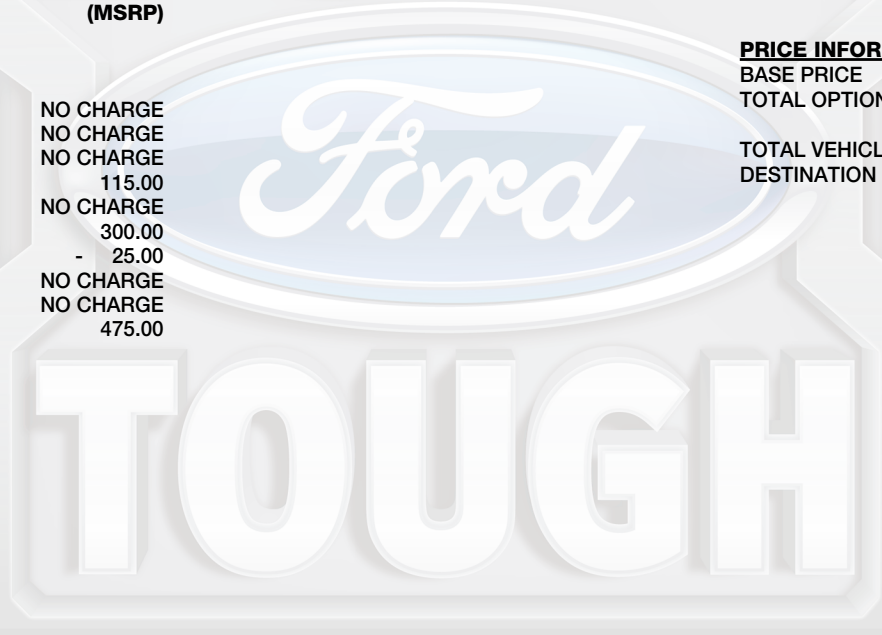 (MSRP)
NO CHARGE
NO CHARGE
NO CHARGE
115.00
NO CHARGE
300.00
- 25.00
NO CHARGE
NO CHARGE
475.00
PRICE INFOR
BASE PRICE
TOTAL OPTION
TOTAL VEHICL
DESTINATION
Ford
TOUGH